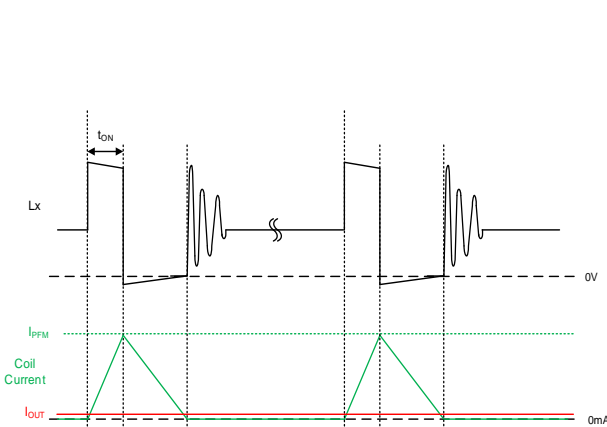 tON
Lx
0V
IPFM
Coil
Current
IOUT
0mA